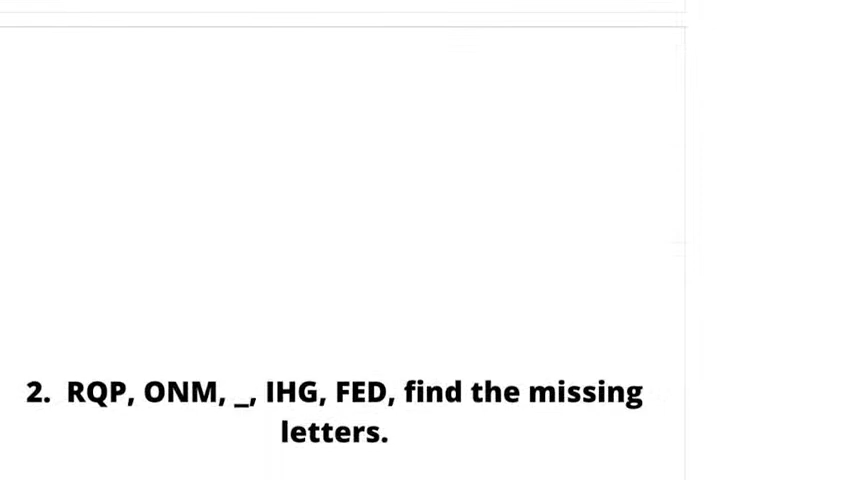 2. RQP, ONM, _, IHG, FED, find the missing
letters.